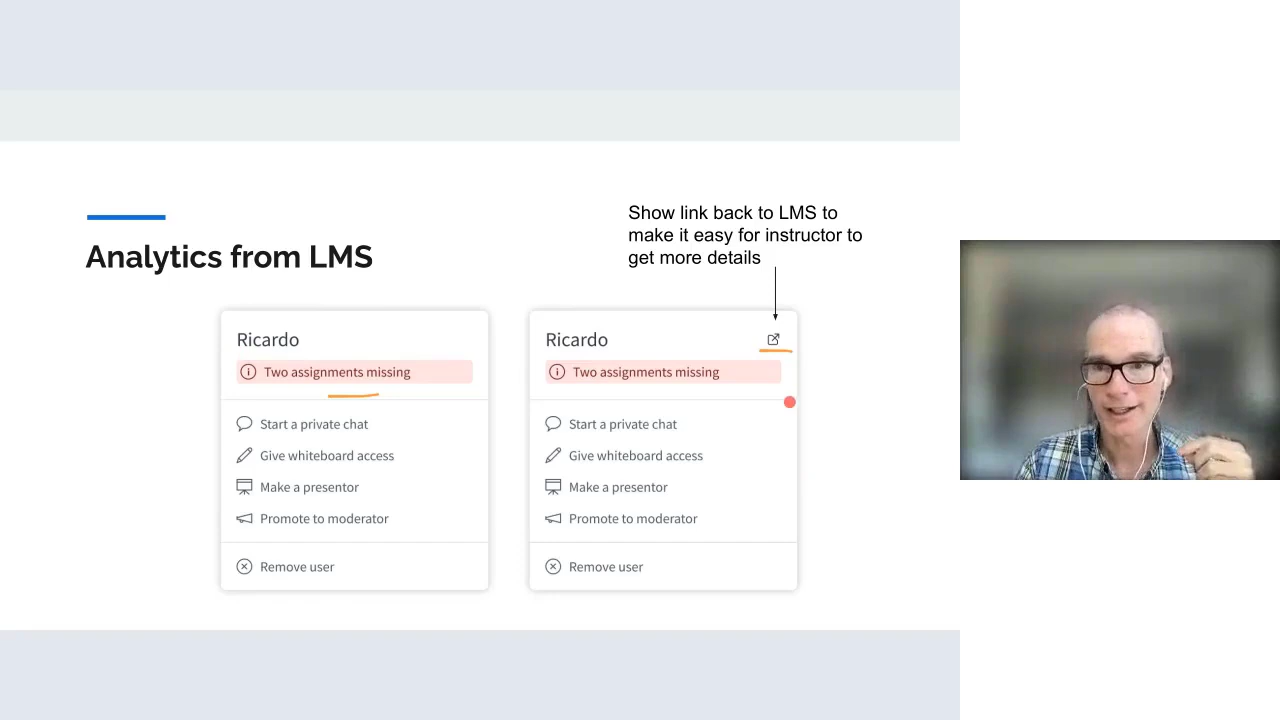 Show link back to LMS to
make it easy for instructor to
get more details
Analytics from LMS
Ricardo
Two assignments missing
Start a private chat
Give whiteboard access
Make a presentor
Promote to moderator
Remove user
Ricardo
Two assignments missing
Start a private chat
Give whiteboard access
Make a presentor
Promote to moderator
Remove user